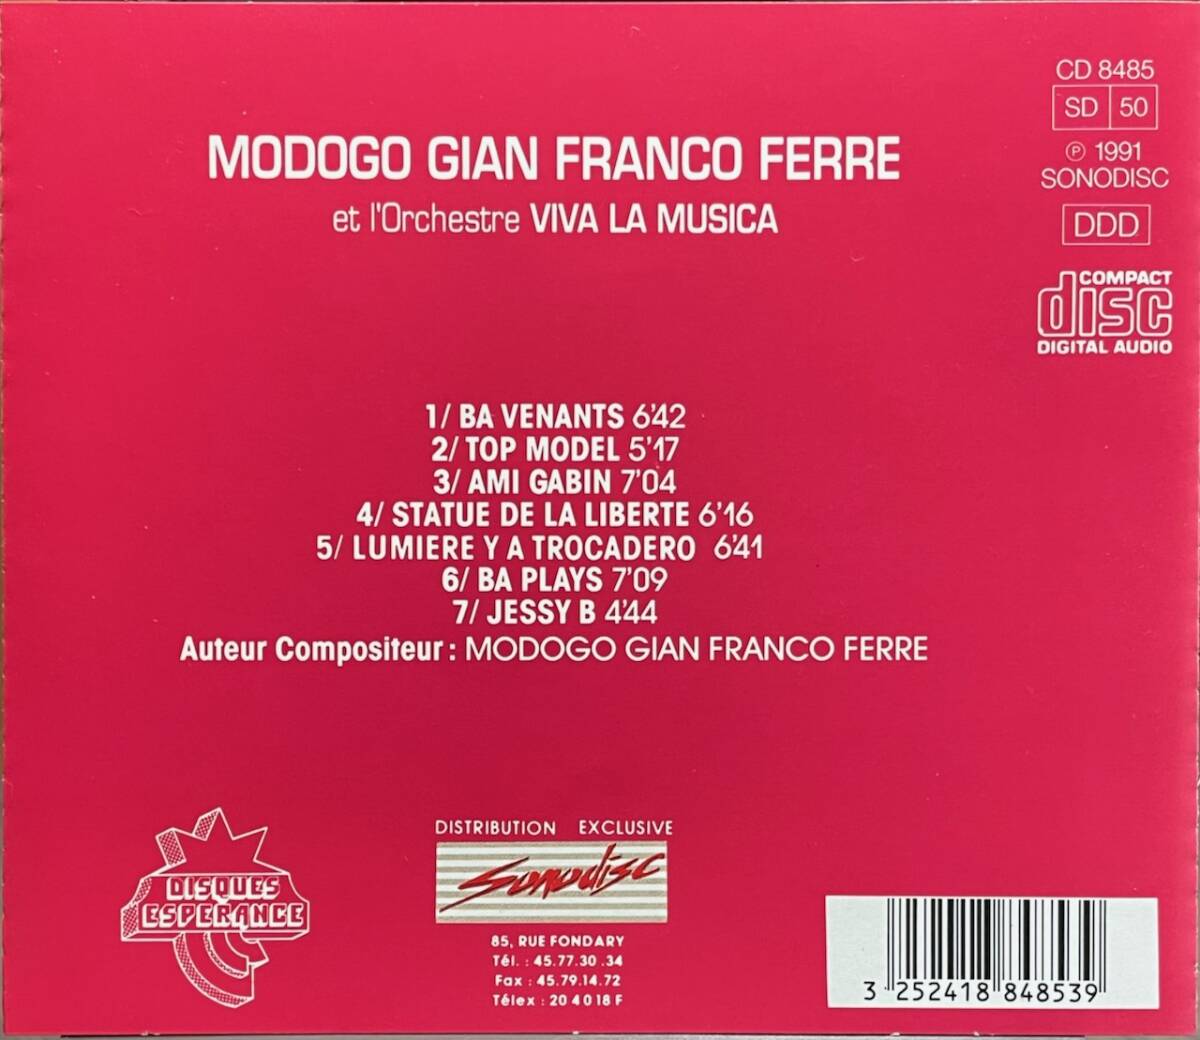 CD 8485
SD 50
℗ 1991
SONODISC
DDD
COMPACT
disc
DIGITAL AUDIO
MODOGO GIAN FRANCO FERRE
et l'Orchestre VIVA LA MUSICA
1/ BA VENANTS 6'42
2/ TOP MODEL 5'17
3/ AMI GABIN 7'04
4/ STATUE DE LA LIBERTE 6'16
5/ LUMIERE Y A TROCADERO 6'41
6/ BA PLAYS 7'09
7/ JESSY B 4'44
Auteur Compositeur : MODOGO GIAN FRANCO FERRE
DISQUES
ESPERANCE
DISTRIBUTION EXCLUSIVE
Sonodisc
85, RUE FONDARY
Tél. : 45.77.30.34
Fax : 45.79.14.72
Télex : 204018 F
3 252418 848539